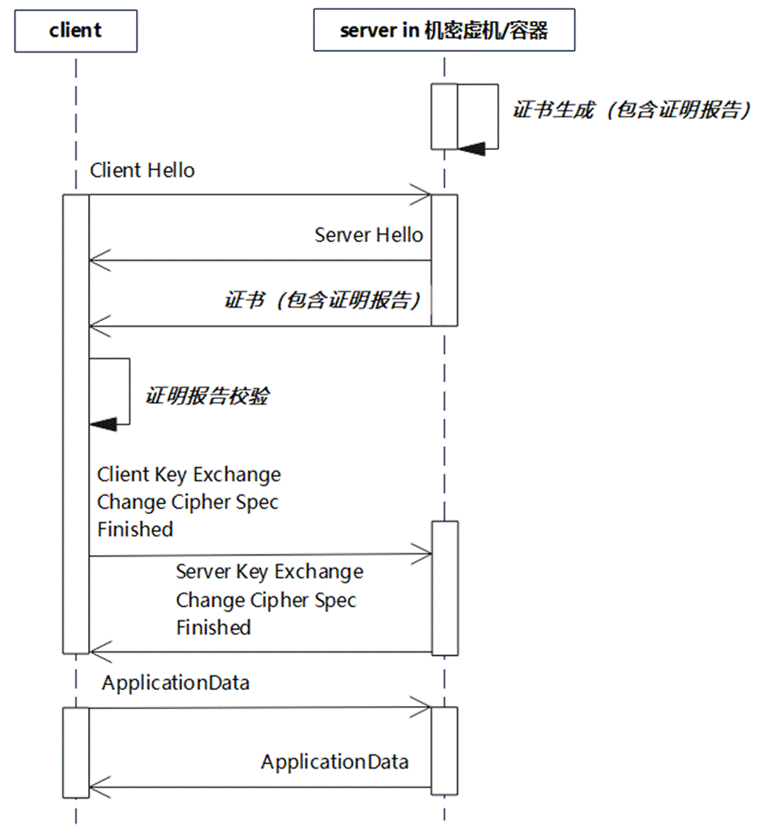 client
server in 机密虚机/容器
证书生成（包含证明报告）
Client Hello
Server Hello
证书（包含证明报告）
证明报告校验
Client Key Exchange
Change Cipher Spec
Finished
Server Key Exchange
Change Cipher Spec
Finished
ApplicationData
ApplicationData